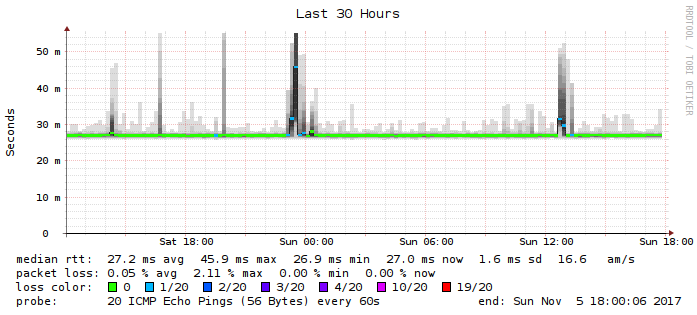 Last 30 Hours
RRDTOOL / TOBI OETIKER
Seconds
50 m
40 m
30 m
20 m
10 m
0
Sat 18:00 Sun 00:00 Sun 06:00 Sun 12:00 Sun 18:00
median rtt: 27.2 ms avg 45.9 ms max 26.9 ms min 27.0 ms now 1.6 ms sd 16.6 am/s
packet loss: 0.05 % avg 2.11 % max 0.00 % min 0.00 % now
loss color: 0 1/20 2/20 3/20 4/20 10/20 19/20
probe: 20 ICMP Echo Pings (56 Bytes) every 60s end: Sun Nov 5 18:00:06 2017